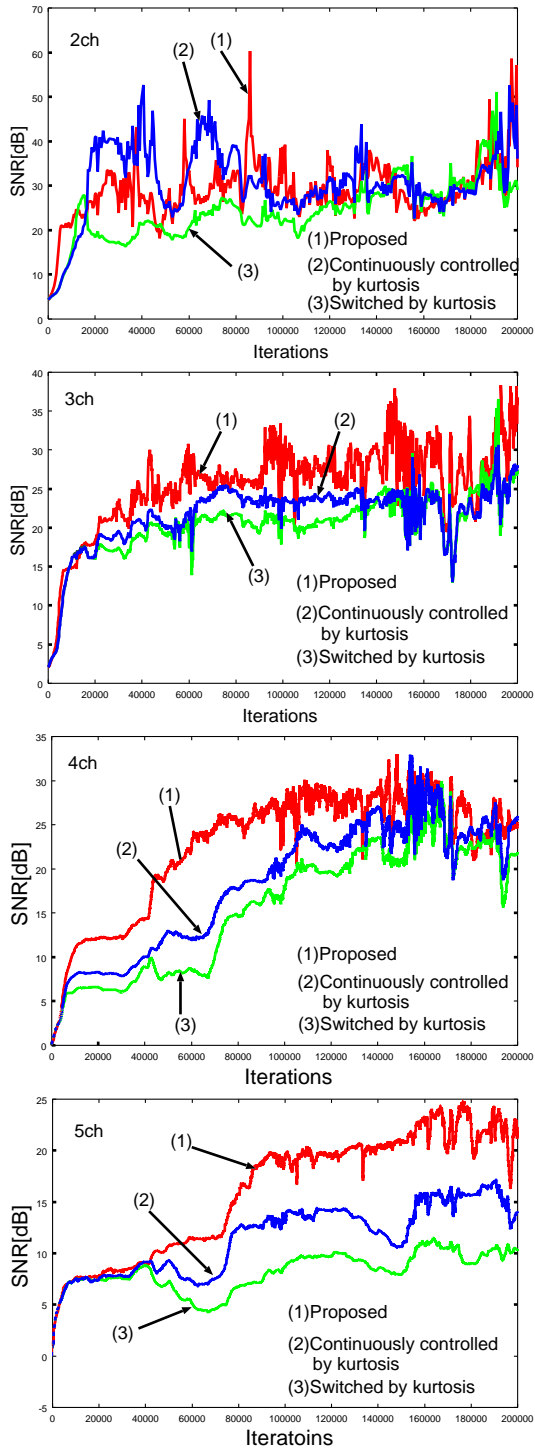 70
60
50
40
30
20
10
0
SNR[dB]
2ch
(2)
(1)
(3)
(1)Proposed
(2)Continuously controlled
by kurtosis
(3)Switched by kurtosis
0 20000 40000 60000 80000 100000 120000 140000 160000 180000 200000
Iterations
40
35
30
25
20
15
10
5
0
SNR[dB]
3ch
(1)
(2)
(3)
(1)Proposed
(2)Continuously controlled
by kurtosis
(3)Switched by kurtosis
0 20000 40000 60000 80000 100000 120000 140000 160000 180000 200000
Iterations
35
30
25
20
15
10
5
0
SNR[dB]
4ch
(1)
(2)
(3)
(1)Proposed
(2)Continuously controlled
by kurtosis
(3)Switched by kurtosis
0 20000 40000 60000 80000 100000 120000 140000 160000 180000 200000
Iterations
25
20
15
10
5
0
-5
SNR[dB]
5ch
(1)
(2)
(3)
(1)Proposed
(2)Continuously controlled
by kurtosis
(3)Switched by kurtosis
0 20000 40000 60000 80000 100000 120000 140000 160000 180000 200000
Iteratoins